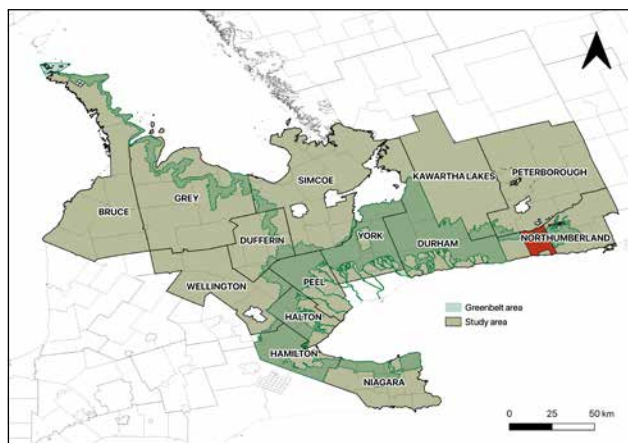 KAWARTHA LAKES
PETERBOROUGH
SIMCOE
GREY
BRUCE
NORTHUMBERLAND
YORK
DURHAM
DUFFERIN
PEEL
WELLINGTON
Greenbelt area
HALTON
Study area
HAMILTON
NIAGARA
0 25 50 km